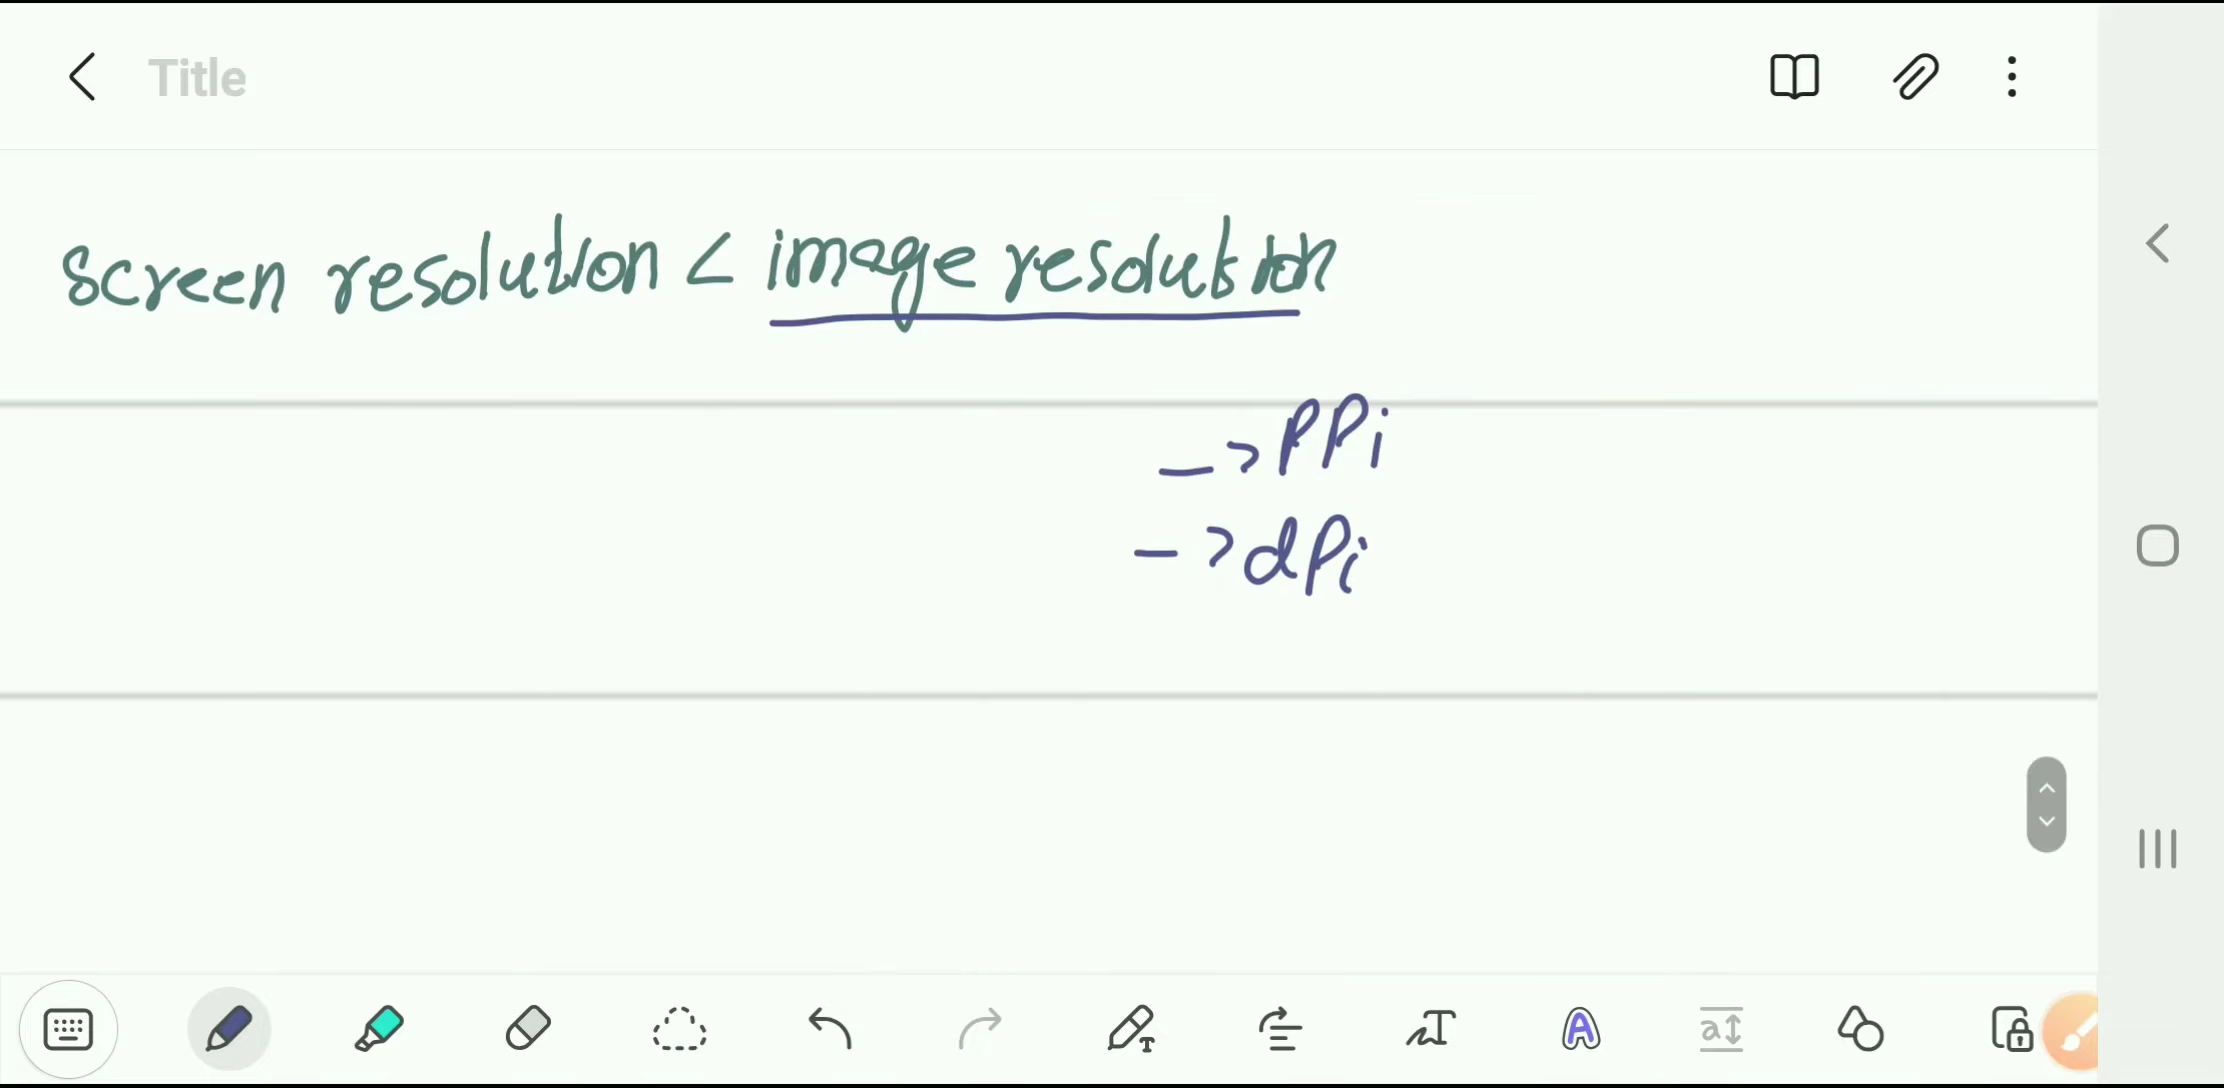 Title
Screen resolution < image resolution
-> PPi
-> dPi